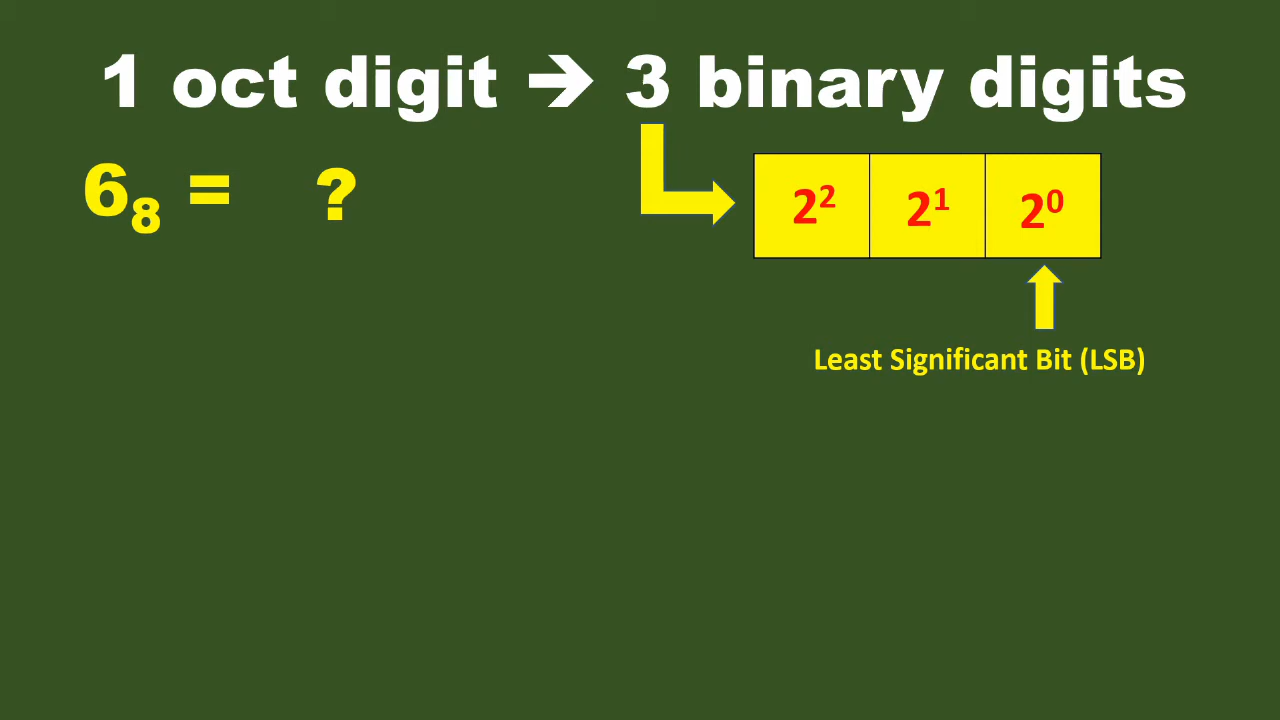 1 oct digit ➔ 3 binary digits
6₈ = ?
2² 2¹ 2⁰
Least Significant Bit (LSB)